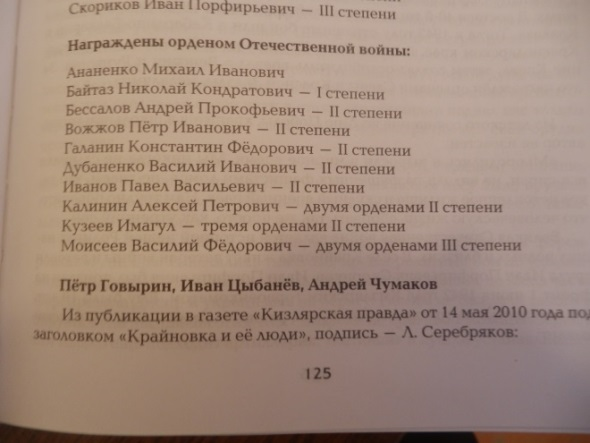 Скориков Иван Порфирьевич — III степени
Награждены орденом Отечественной войны:
Ананенко Михаил Иванович
Байтаз Николай Кондратович — I степени
Бессалов Андрей Прокофьевич — II степени
Вожжов Пётр Иванович — II степени
Галанин Константин Фёдорович — II степени
Дубаненко Василий Иванович — II степени
Иванов Павел Васильевич — II степени
Калинин Алексей Петрович — двумя орденами II степени
Кузеев Имагул — тремя орденами II степени
Моисеев Василий Фёдорович — двумя орденами III степени
Пётр Говырин, Иван Цыбанёв, Андрей Чумаков
Из публикации в газете «Кизлярская правда» от 14 мая 2010 года под
заголовком «Крайновка и её люди», подпись — Л. Серебряков:
125